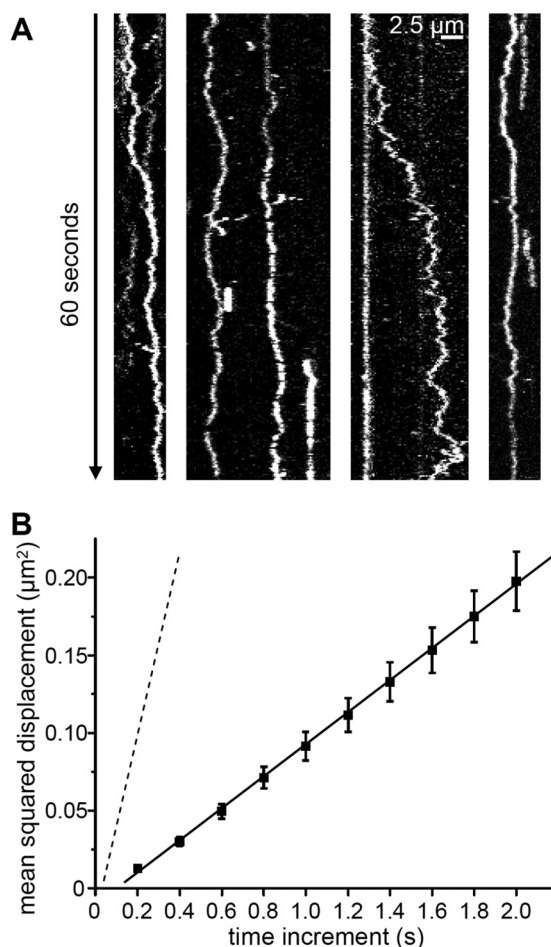 A
2.5 µm
60 seconds
B
mean squared displacement (µm²)
0.20
0.15
0.10
0.05
0
0 0.2 0.4 0.6 0.8 1.0 1.2 1.4 1.6 1.8 2.0
time increment (s)